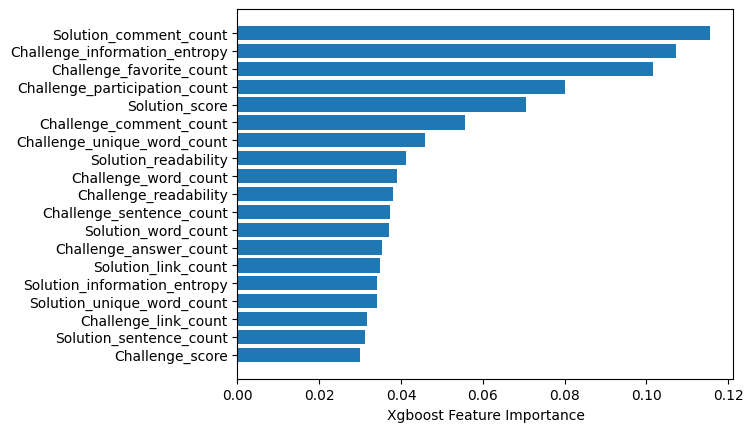 Solution_comment_count
Challenge_information_entropy
Challenge_favorite_count
Challenge_participation_count
Solution_score
Challenge_comment_count
Challenge_unique_word_count
Solution_readability
Challenge_word_count
Challenge_readability
Challenge_sentence_count
Solution_word_count
Challenge_answer_count
Solution_link_count
Solution_information_entropy
Solution_unique_word_count
Challenge_link_count
Solution_sentence_count
Challenge_score
0.00 0.02 0.04 0.06 0.08 0.10 0.12
Xgboost Feature Importance